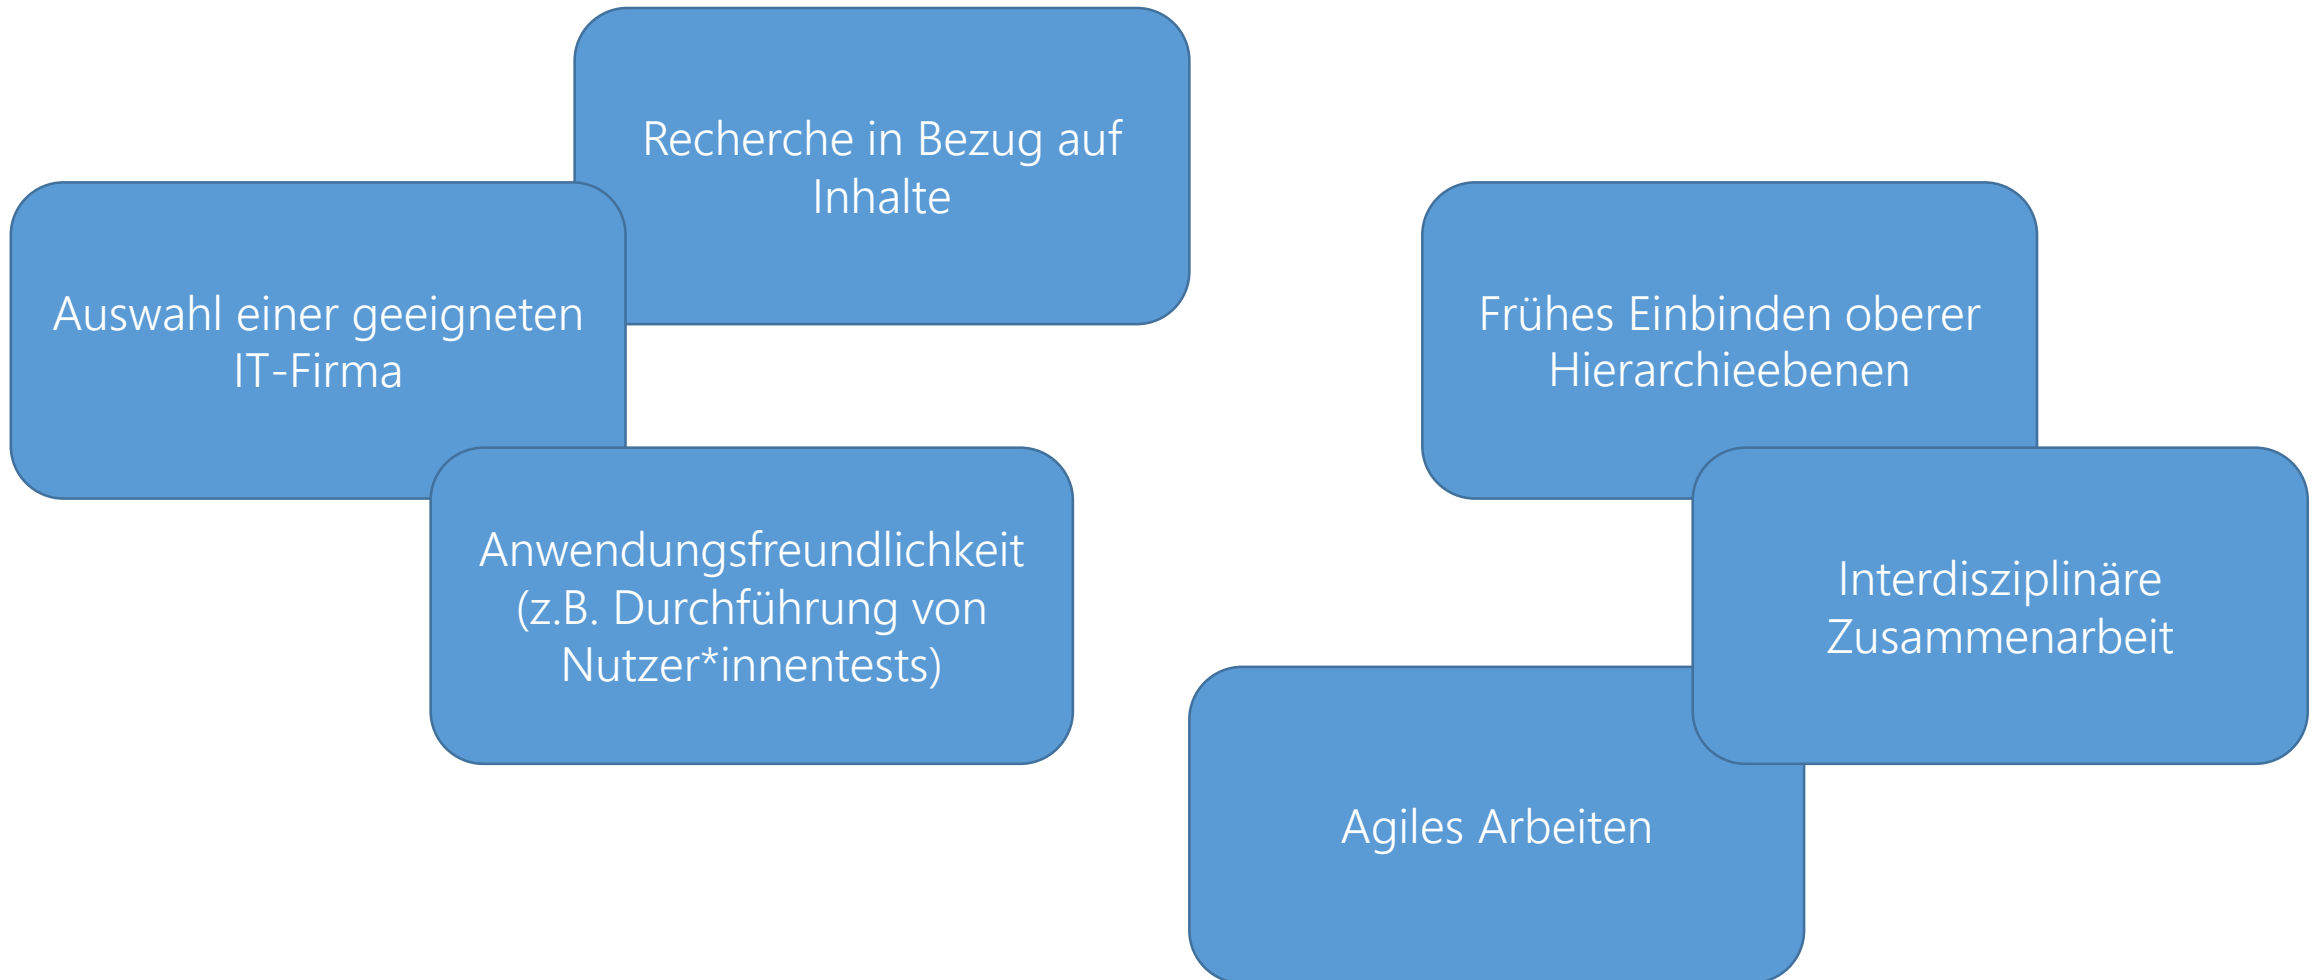 Recherche in Bezug auf
Inhalte
Auswahl einer geeigneten
IT-Firma
Anwendungsfreundlichkeit
(z.B. Durchführung von
Nutzer*innentests)
Frühes Einbinden oberer
Hierarchieebenen
Interdisziplinäre
Zusammenarbeit
Agiles Arbeiten